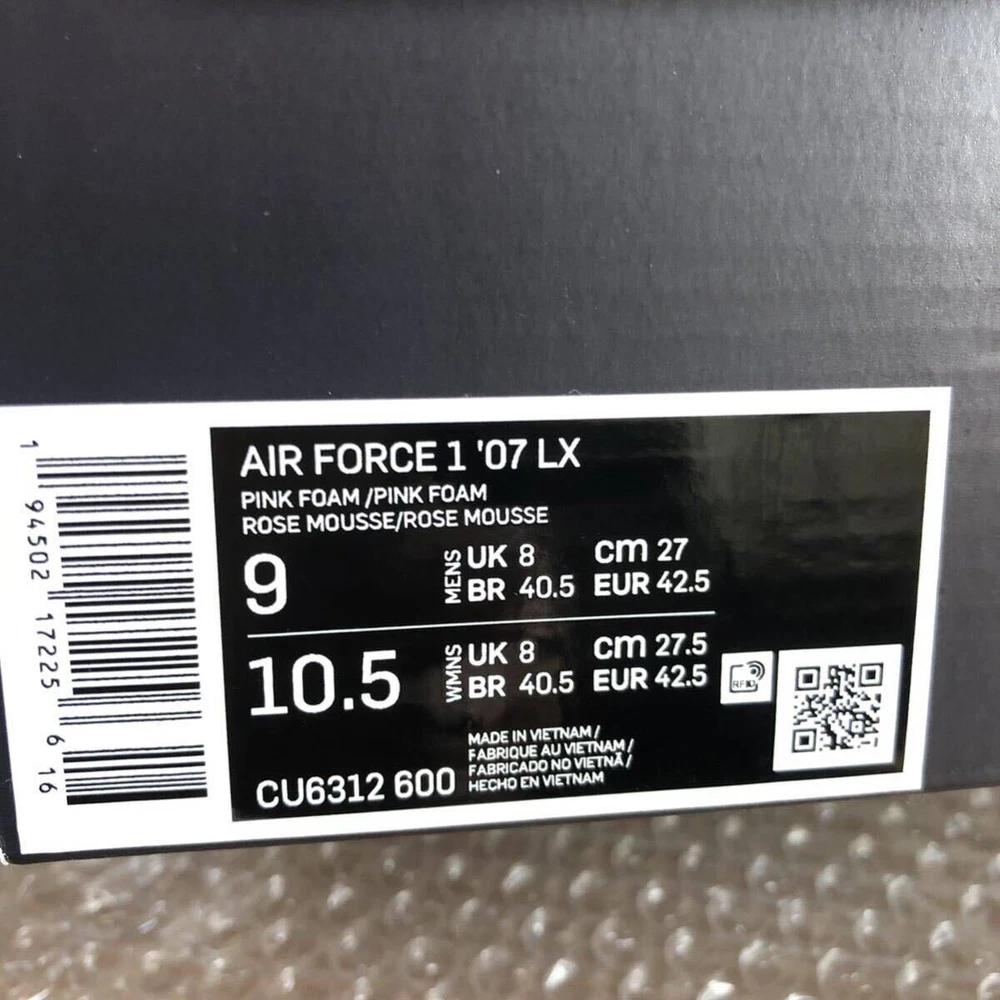 AIR FORCE 1 '07 LX
PINK FOAM /PINK FOAM
ROSE MOUSSE/ROSE MOUSSE
9
MENS
UK 8 cm 27
BR 40.5 EUR 42.5
10.5
WMNS
UK 8 cm 27.5
BR 40.5 EUR 42.5
RFID
MADE IN VIETNAM /
FABRIQUE AU VIETNAM /
FABRICADO NO VIETNÃ /
HECHO EN VIETNAM
CU6312 600
1 94502 17225 6 16